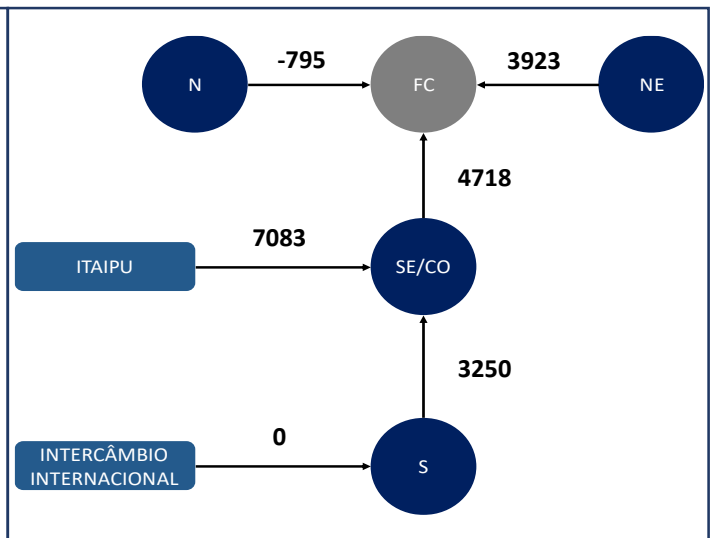 -795
3923
N
FC
NE
4718
7083
ITAIPU
SE/CO
3250
0
INTERCÂMBIO
INTERNACIONAL
S